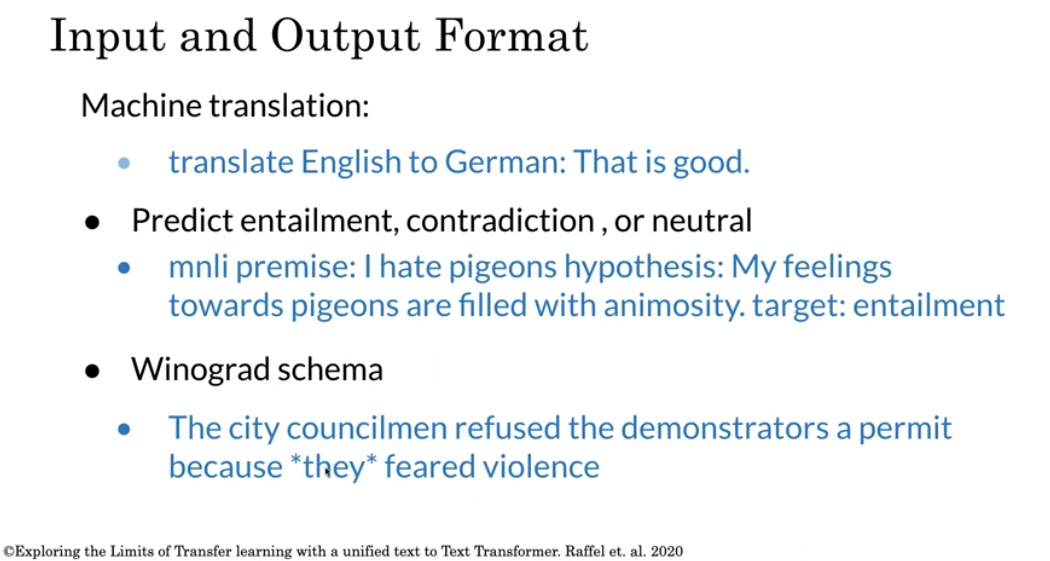 Input and Output Format
Machine translation:
• translate English to German: That is good.
• Predict entailment, contradiction , or neutral
• mnli premise: I hate pigeons hypothesis: My feelings
towards pigeons are filled with animosity. target: entailment
• Winograd schema
• The city councilmen refused the demonstrators a permit
because *they* feared violence
©Exploring the Limits of Transfer learning with a unified text to Text Transformer. Raffel et. al. 2020